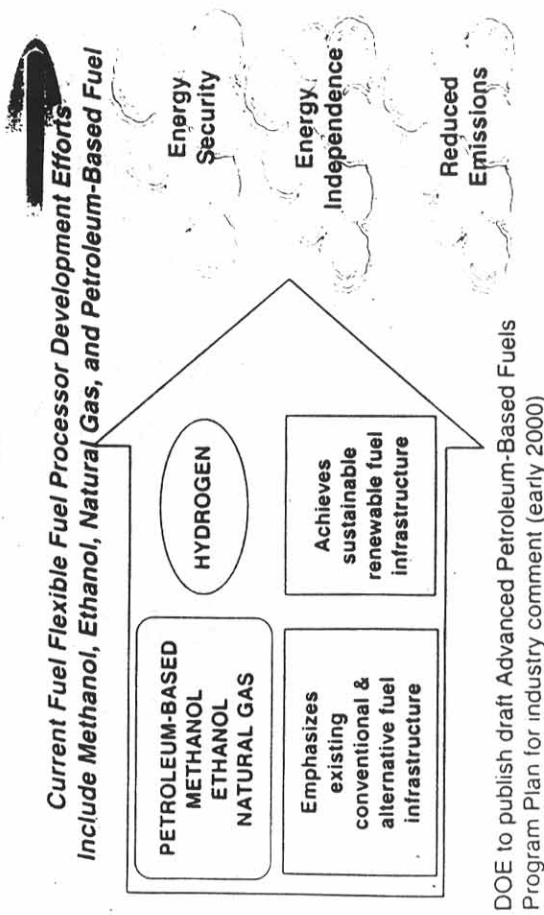 Current Fuel Flexible Fuel Processor Development Efforts
Include Methanol, Ethanol, Natural Gas, and Petroleum-Based Fuel
PETROLEUM-BASED
METHANOL
ETHANOL
NATURAL GAS
HYDROGEN
Emphasizes
existing
conventional &
alternative fuel
infrastructure
Achieves
sustainable
renewable fuel
infrastructure
Energy
Security
Energy
Independence
Reduced
Emissions
DOE to publish draft Advanced Petroleum-Based Fuels
Program Plan for industry comment (early 2000)